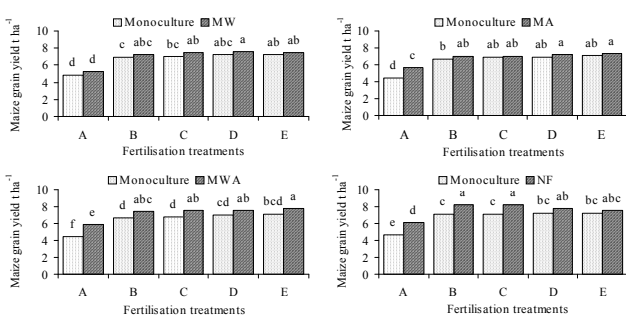 Monoculture MW
Maize grain yield t ha-1
10
8
6
4
2
0
d d c abc bc ab abc a ab ab
A B C D E
Fertilisation treatments
Monoculture MA
Maize grain yield t ha-1
10
8
6
4
2
0
d c b ab ab ab ab a ab a
A B C D E
Fertilisation treatments
Monoculture MWA
Maize grain yield t ha-1
10
8
6
4
2
0
f e d abc d ab cd ab bcd a
A B C D E
Fertilisation treatments
Monoculture NF
Maize grain yield t ha-1
10
8
6
4
2
0
e d c a c a bc ab bc abc
A B C D E
Fertilisation treatments